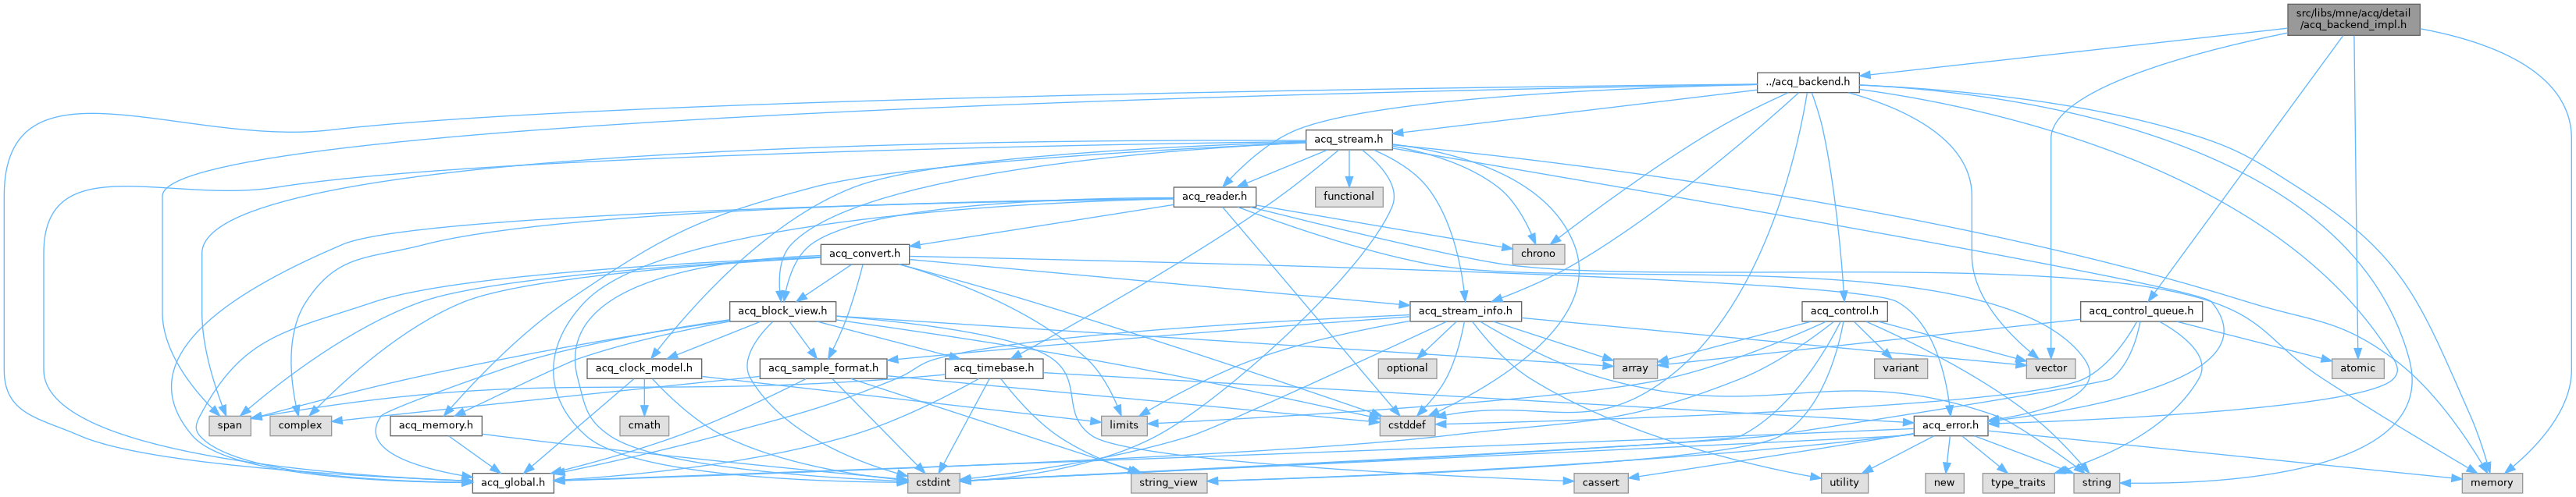 src/libs/mne/acq/detail
/acq_backend_impl.h
../acq_backend.h
acq_stream.h
acq_reader.h
functional
acq_convert.h
chrono
acq_block_view.h
acq_stream_info.h
acq_control.h
acq_control_queue.h
acq_clock_model.h
acq_sample_format.h
acq_timebase.h
optional
array
variant
vector
atomic
span
complex
acq_memory.h
cmath
limits
cstddef
acq_error.h
acq_global.h
cstdint
string_view
cassert
utility
new
type_traits
string
memory